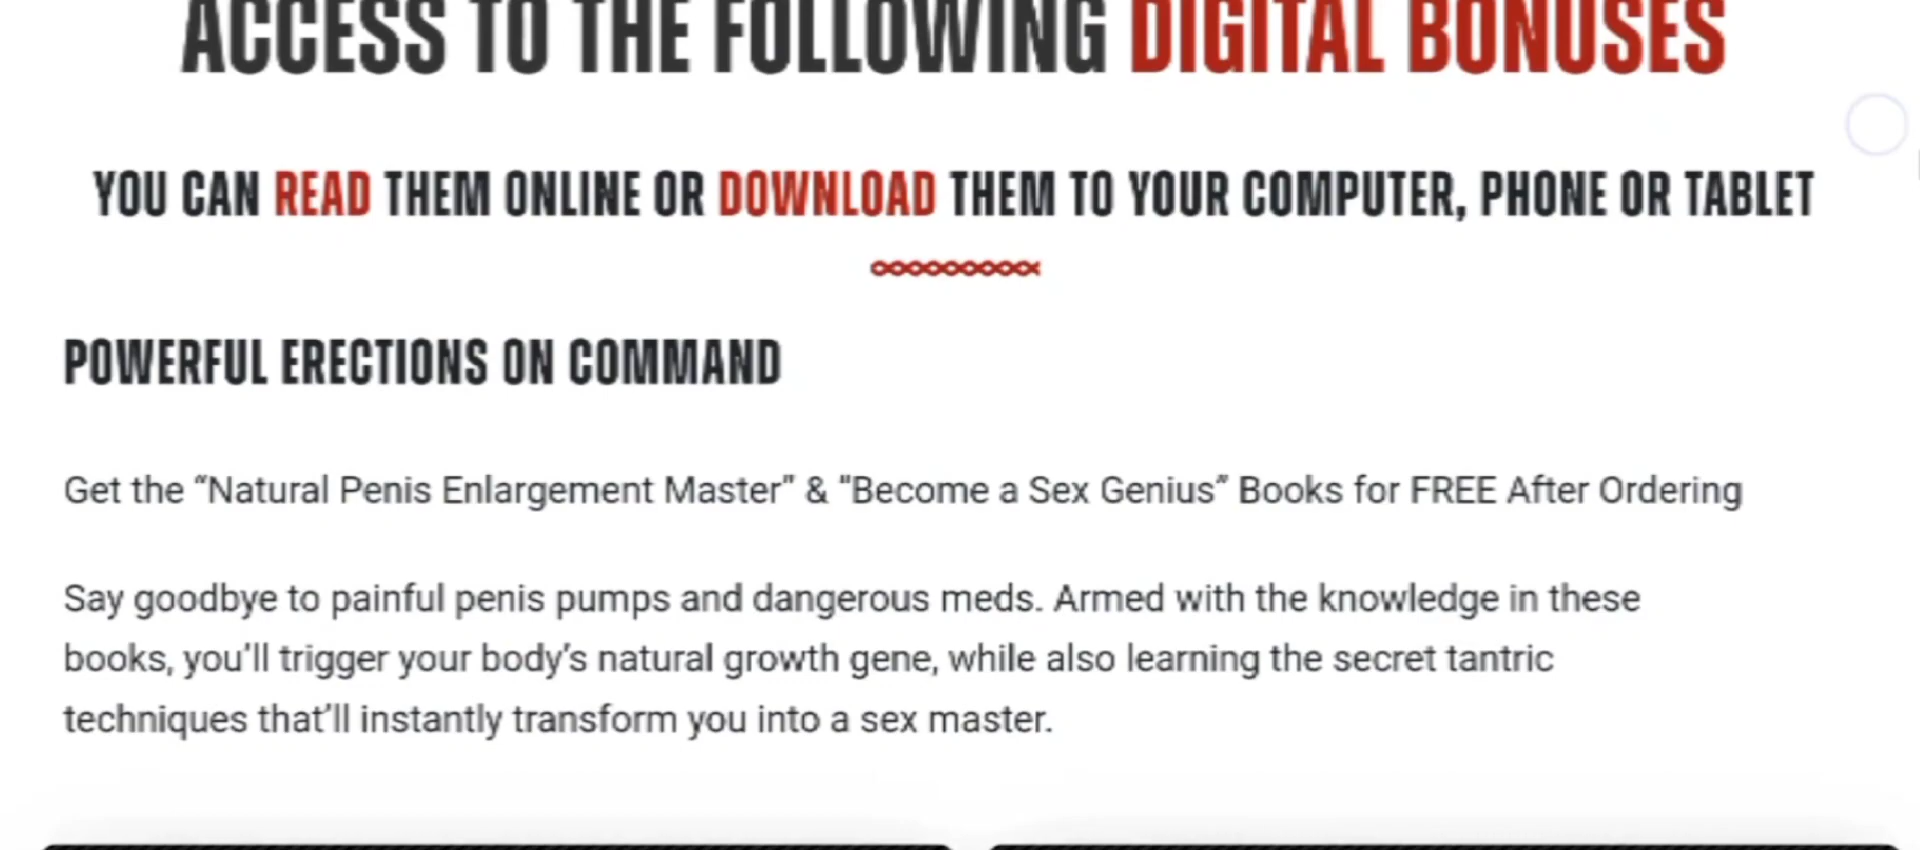 ACCESS TO THE FOLLOWING DIGITAL BONUSES
YOU CAN READ THEM ONLINE OR DOWNLOAD THEM TO YOUR COMPUTER, PHONE OR TABLET
POWERFUL ERECTIONS ON COMMAND
Get the “Natural Penis Enlargement Master” & "Become a Sex Genius” Books for FREE After Ordering
Say goodbye to painful penis pumps and dangerous meds. Armed with the knowledge in these
books, you’ll trigger your body’s natural growth gene, while also learning the secret tantric
techniques that’ll instantly transform you into a sex master.